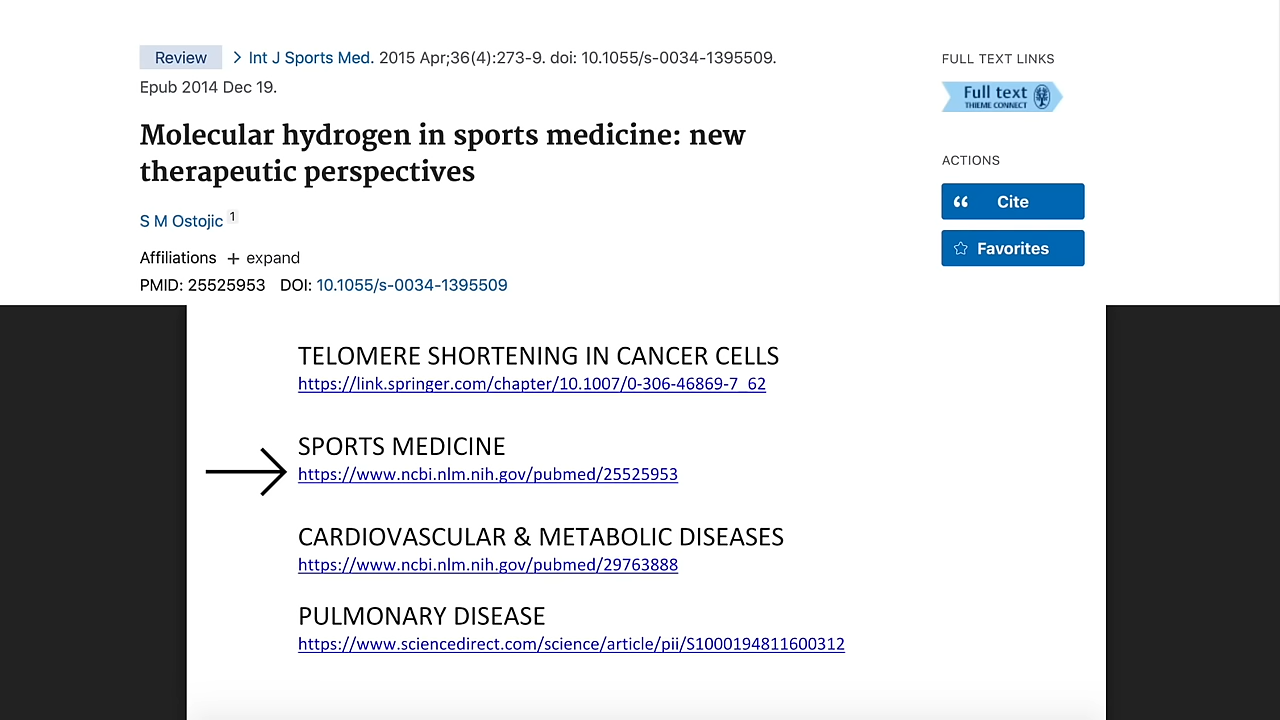 Review > Int J Sports Med. 2015 Apr;36(4):273-9. doi: 10.1055/s-0034-1395509.
Epub 2014 Dec 19.
Molecular hydrogen in sports medicine: new
therapeutic perspectives
S M Ostojic 1
Affiliations + expand
PMID: 25525953 DOI: 10.1055/s-0034-1395509
FULL TEXT LINKS
Full text
THIEME CONNECT
ACTIONS
Cite
Favorites
TELOMERE SHORTENING IN CANCER CELLS
https://link.springer.com/chapter/10.1007/0-306-46869-7_62
SPORTS MEDICINE
https://www.ncbi.nlm.nih.gov/pubmed/25525953
CARDIOVASCULAR & METABOLIC DISEASES
https://www.ncbi.nlm.nih.gov/pubmed/29763888
PULMONARY DISEASE
https://www.sciencedirect.com/science/article/pii/S1000194811600312